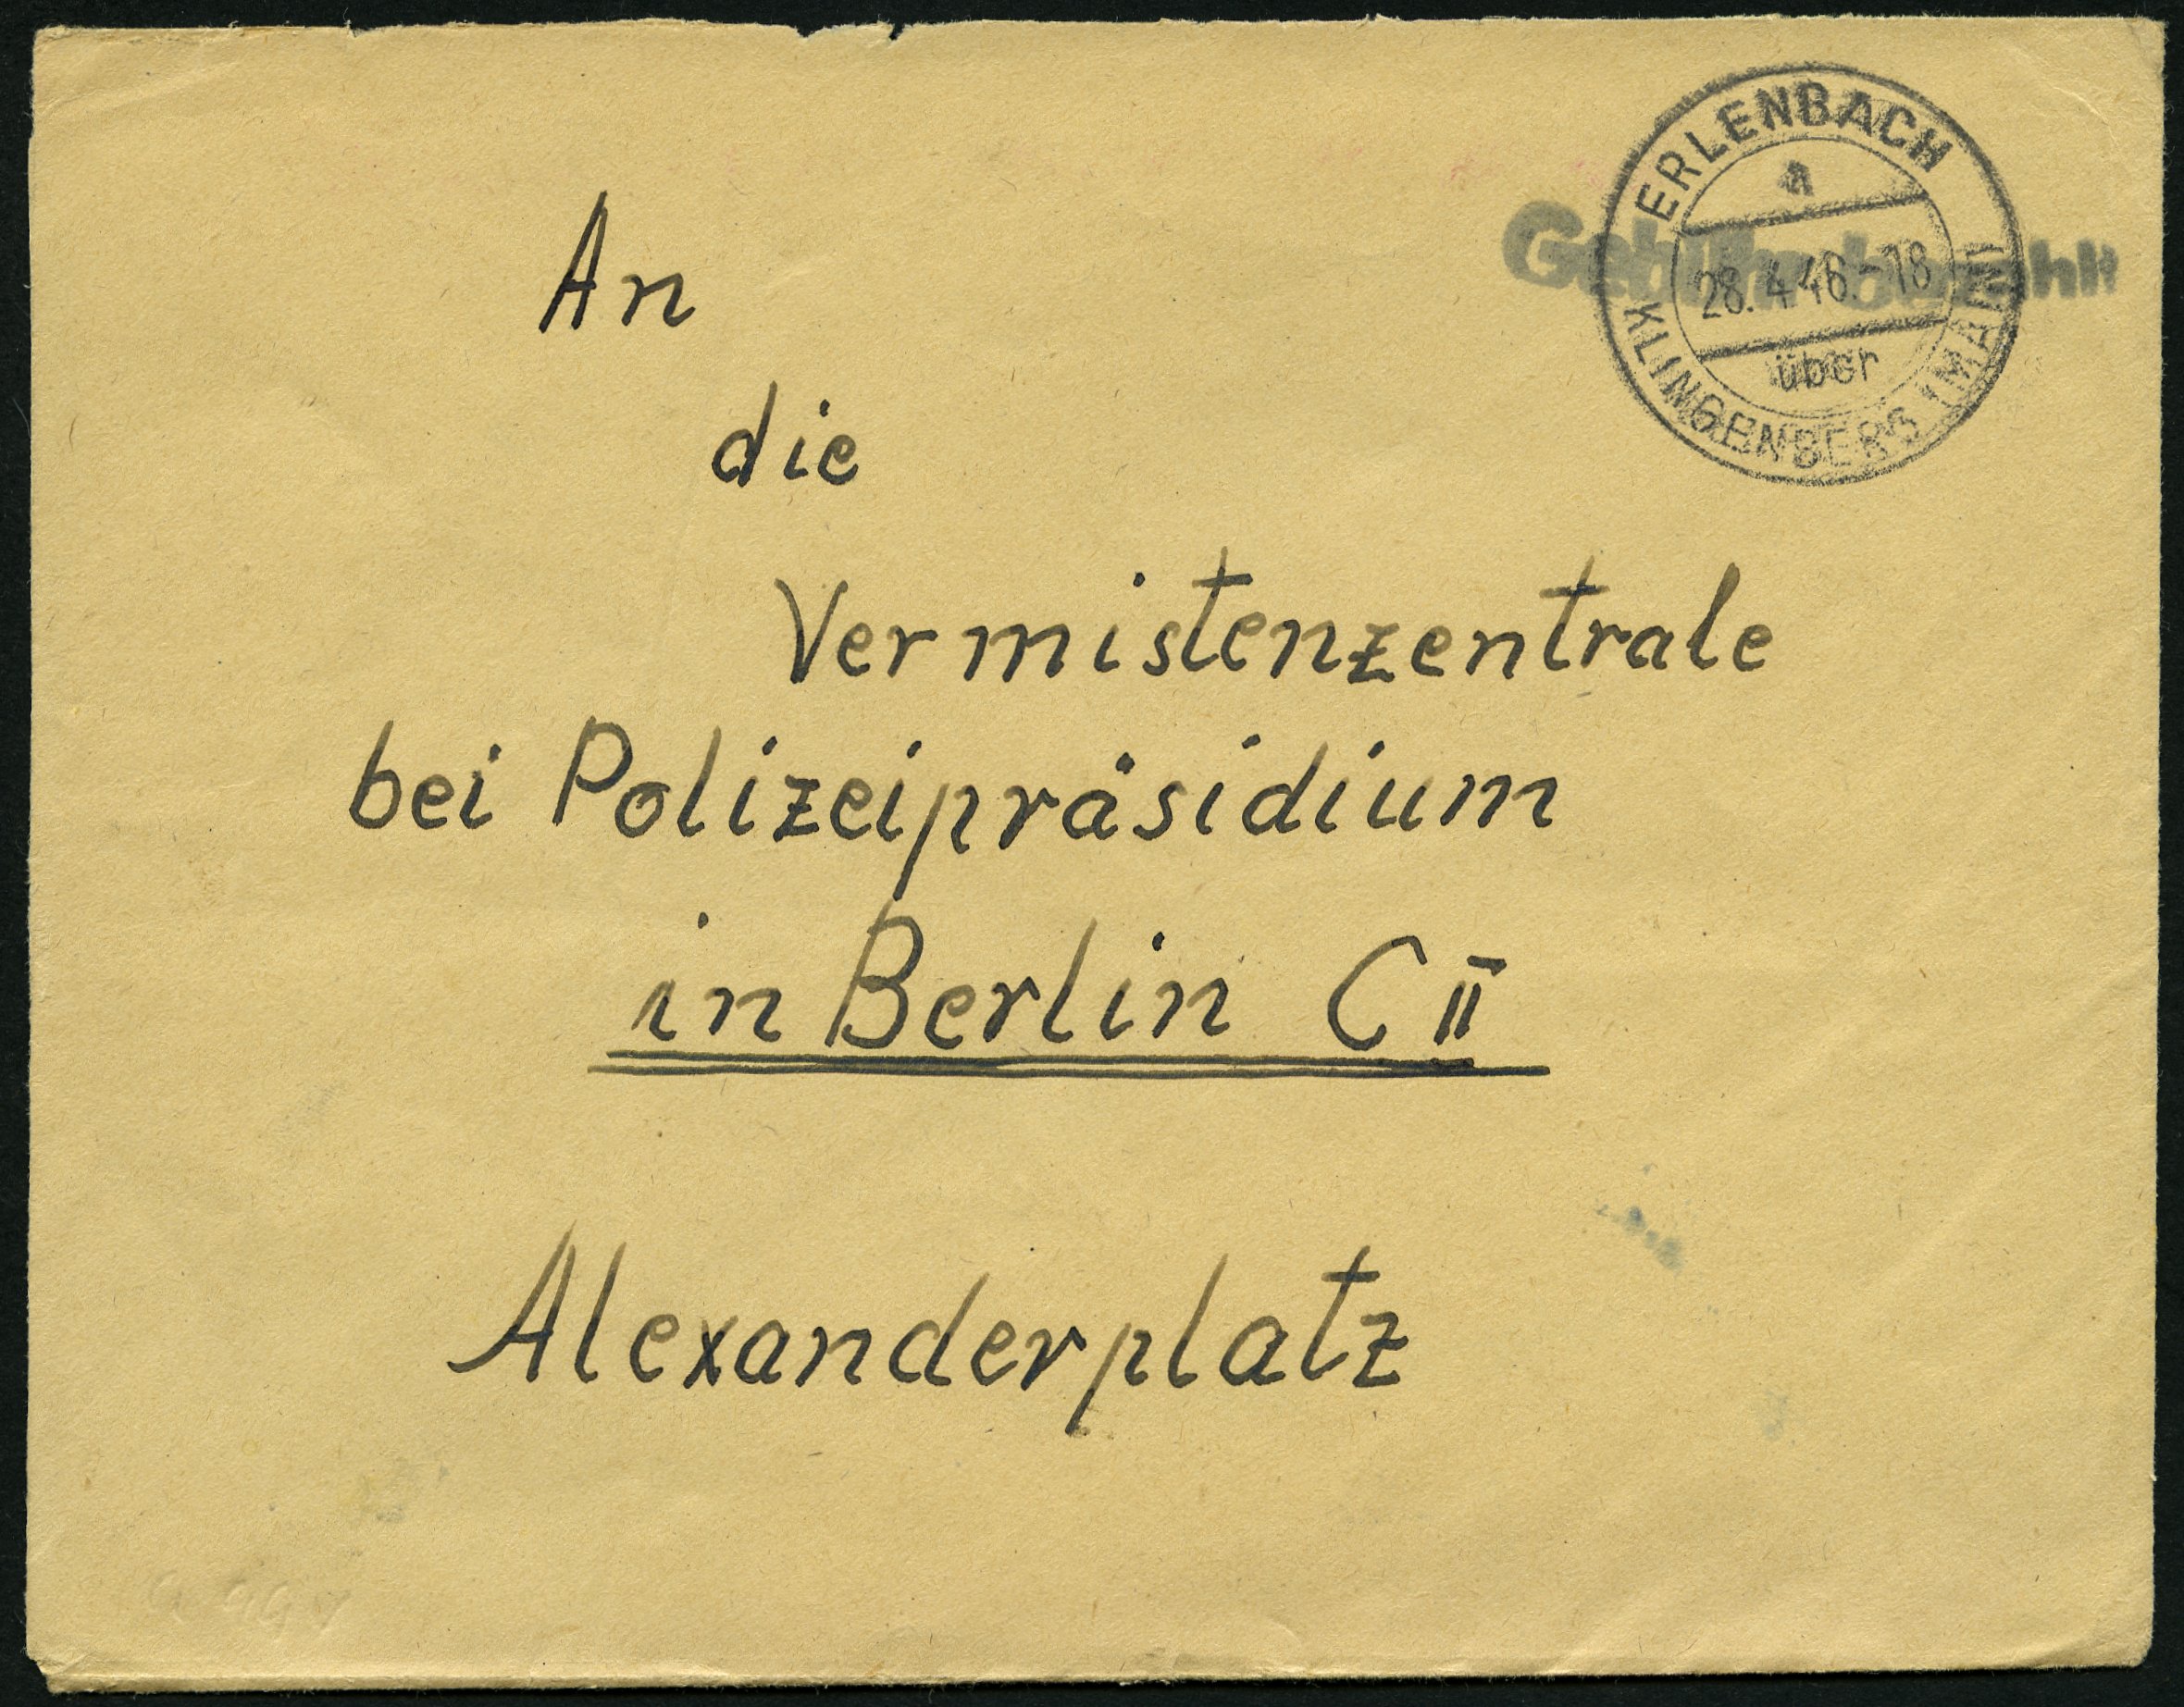 ERLENBACH
a
28.4.46.-18
über
KLINGENBERG (MAIN)
Gebühr bezahlt
An
die
Vermistenzentrale
bei Polizeipräsidium
in Berlin C II
Alexanderplatz